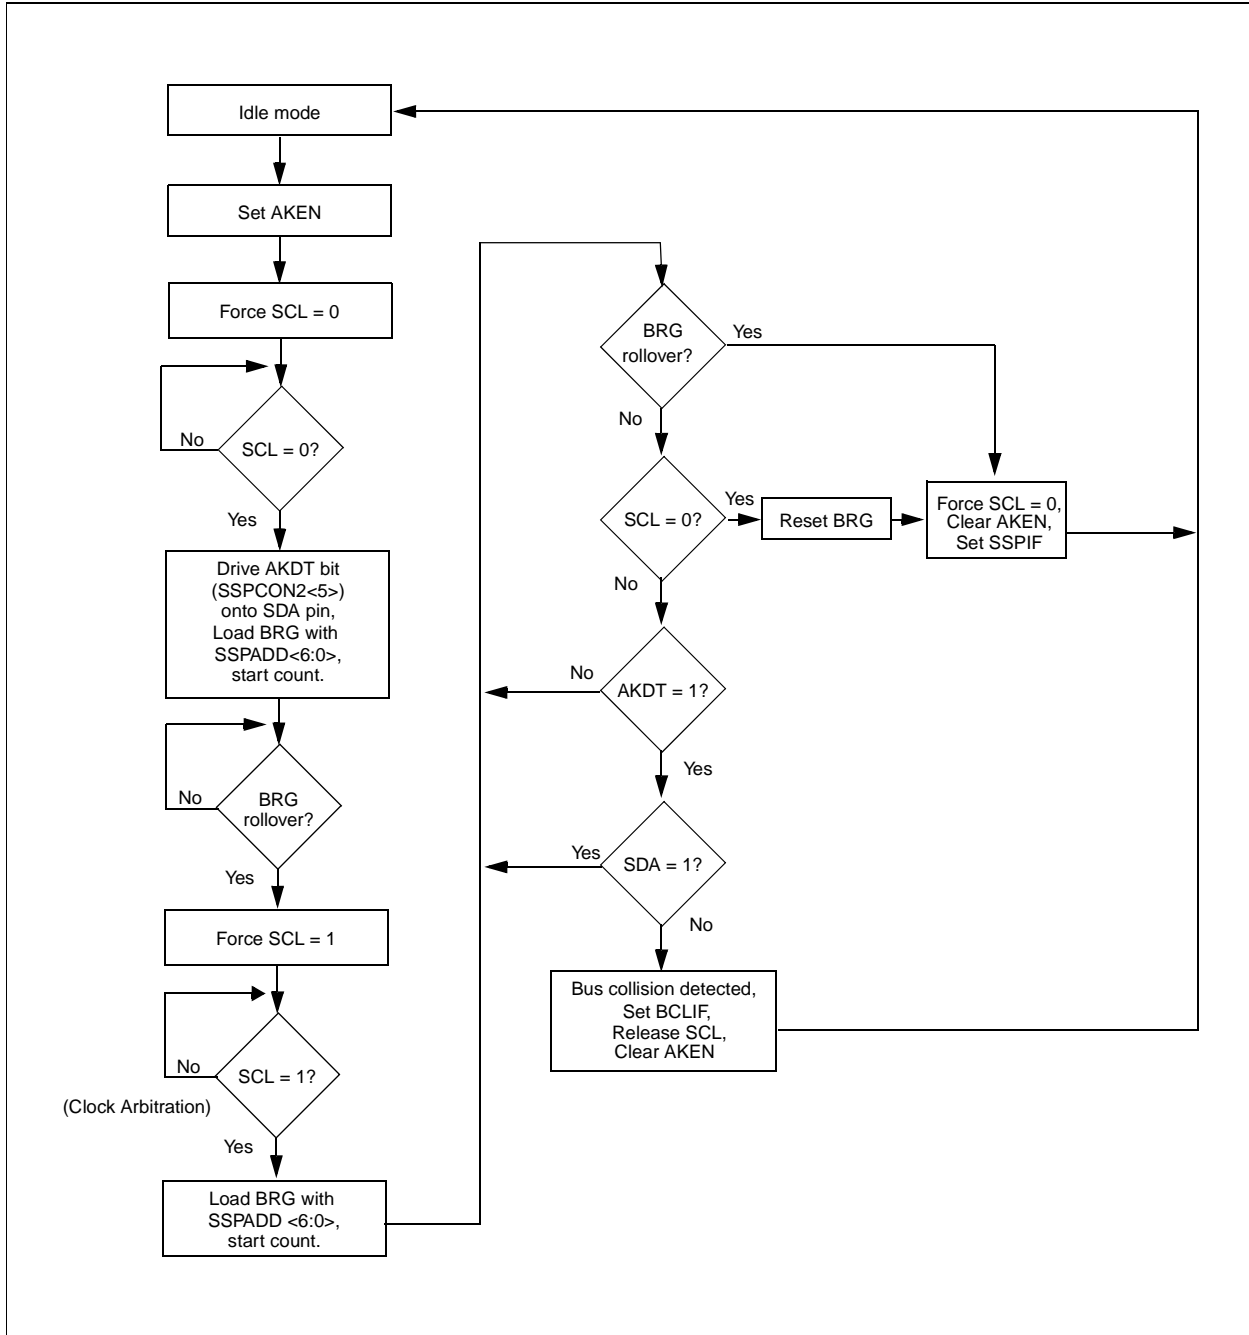 Idle mode
Set AKEN
Force SCL = 0
No
SCL = 0?
Yes
Drive AKDT bit
(SSPCON2<5>)
onto SDA pin,
Load BRG with
SSPADD<6:0>,
start count.
No
BRG
rollover?
Yes
Force SCL = 1
No
SCL = 1?
(Clock Arbitration)
Yes
Load BRG with
SSPADD <6:0>,
start count.
BRG
rollover?
Yes
No
SCL = 0?
Yes
Reset BRG
Force SCL = 0,
Clear AKEN,
Set SSPIF
No
AKDT = 1?
No
Yes
SDA = 1?
Yes
No
Bus collision detected,
Set BCLIF,
Release SCL,
Clear AKEN